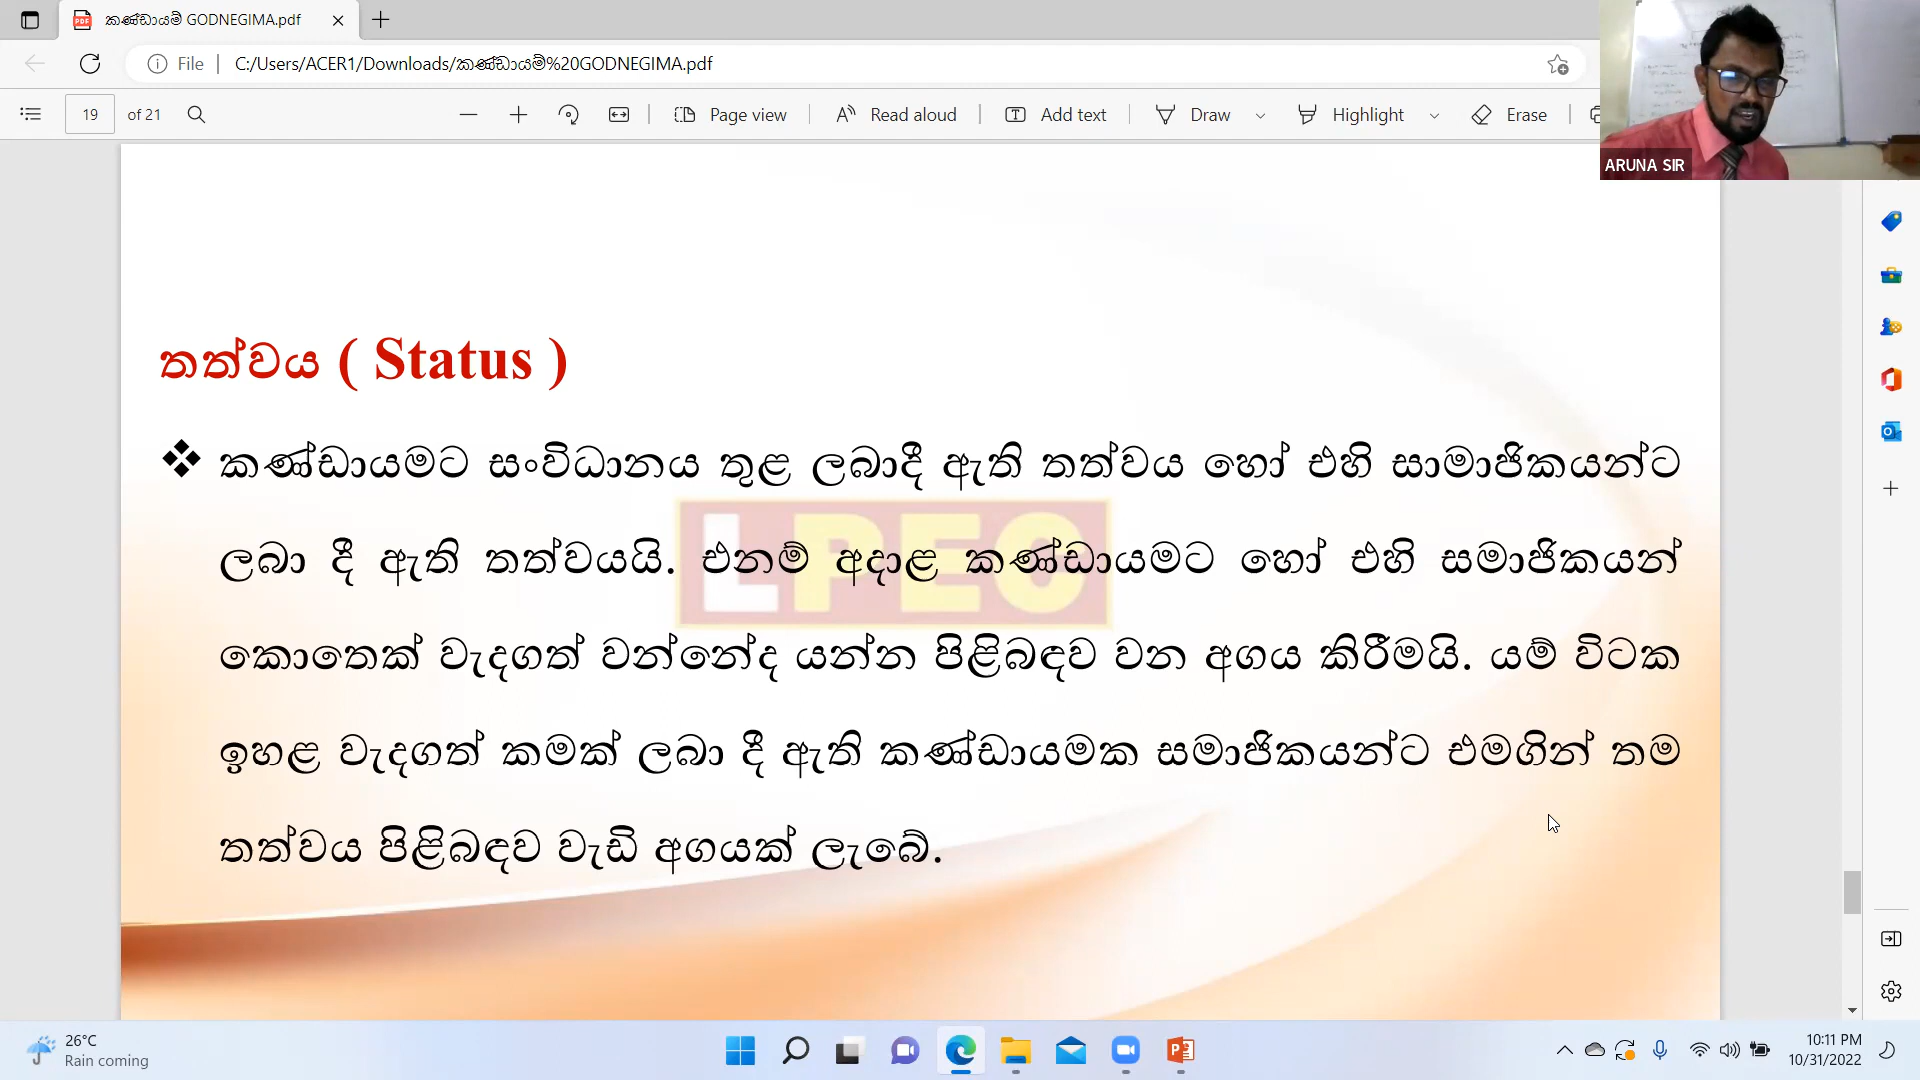 කණ්ඩායම් GODNEGIMA.pdf
File
C:/Users/ACER1/Downloads/කණ්ඩායම්%20GODNEGIMA.pdf
19 of 21
Page view
Read aloud
Add text
Draw
Highlight
Erase
ARUNA SIR
තත්වය ( Status )
❖ කණ්ඩායමට සංවිධානය තුළ ලබාදී ඇති තත්වය හෝ එහි සාමාජිකයන්ට
ලබා දී ඇති තත්වයයි. එනම් අදාළ කණ්ඩායමට හෝ එහි සමාජිකයන්
කොතෙක් වැදගත් වන්නේද යන්න පිළිබඳව වන අගය කිරීමයි. යම් විටක
ඉහළ වැදගත් කමක් ලබා දී ඇති කණ්ඩායමක සමාජිකයන්ට එමගින් තම
තත්වය පිළිබඳව වැඩි අගයක් ලැබේ.
LPEC
26°C
Rain coming
10:11 PM
10/31/2022